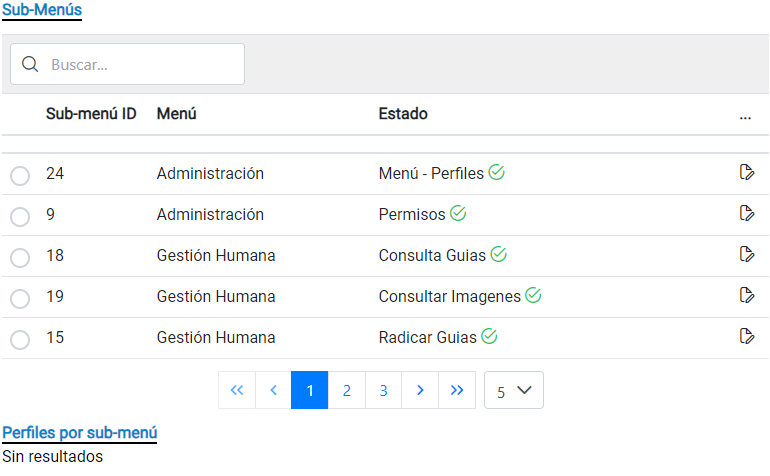 Sub-Menús
Buscar...
Sub-menú ID Menú Estado ...
24 Administración Menú - Perfiles
9 Administración Permisos
18 Gestión Humana Consulta Guias
19 Gestión Humana Consultar Imagenes
15 Gestión Humana Radicar Guias
1 2 3 5
Perfiles por sub-menú
Sin resultados